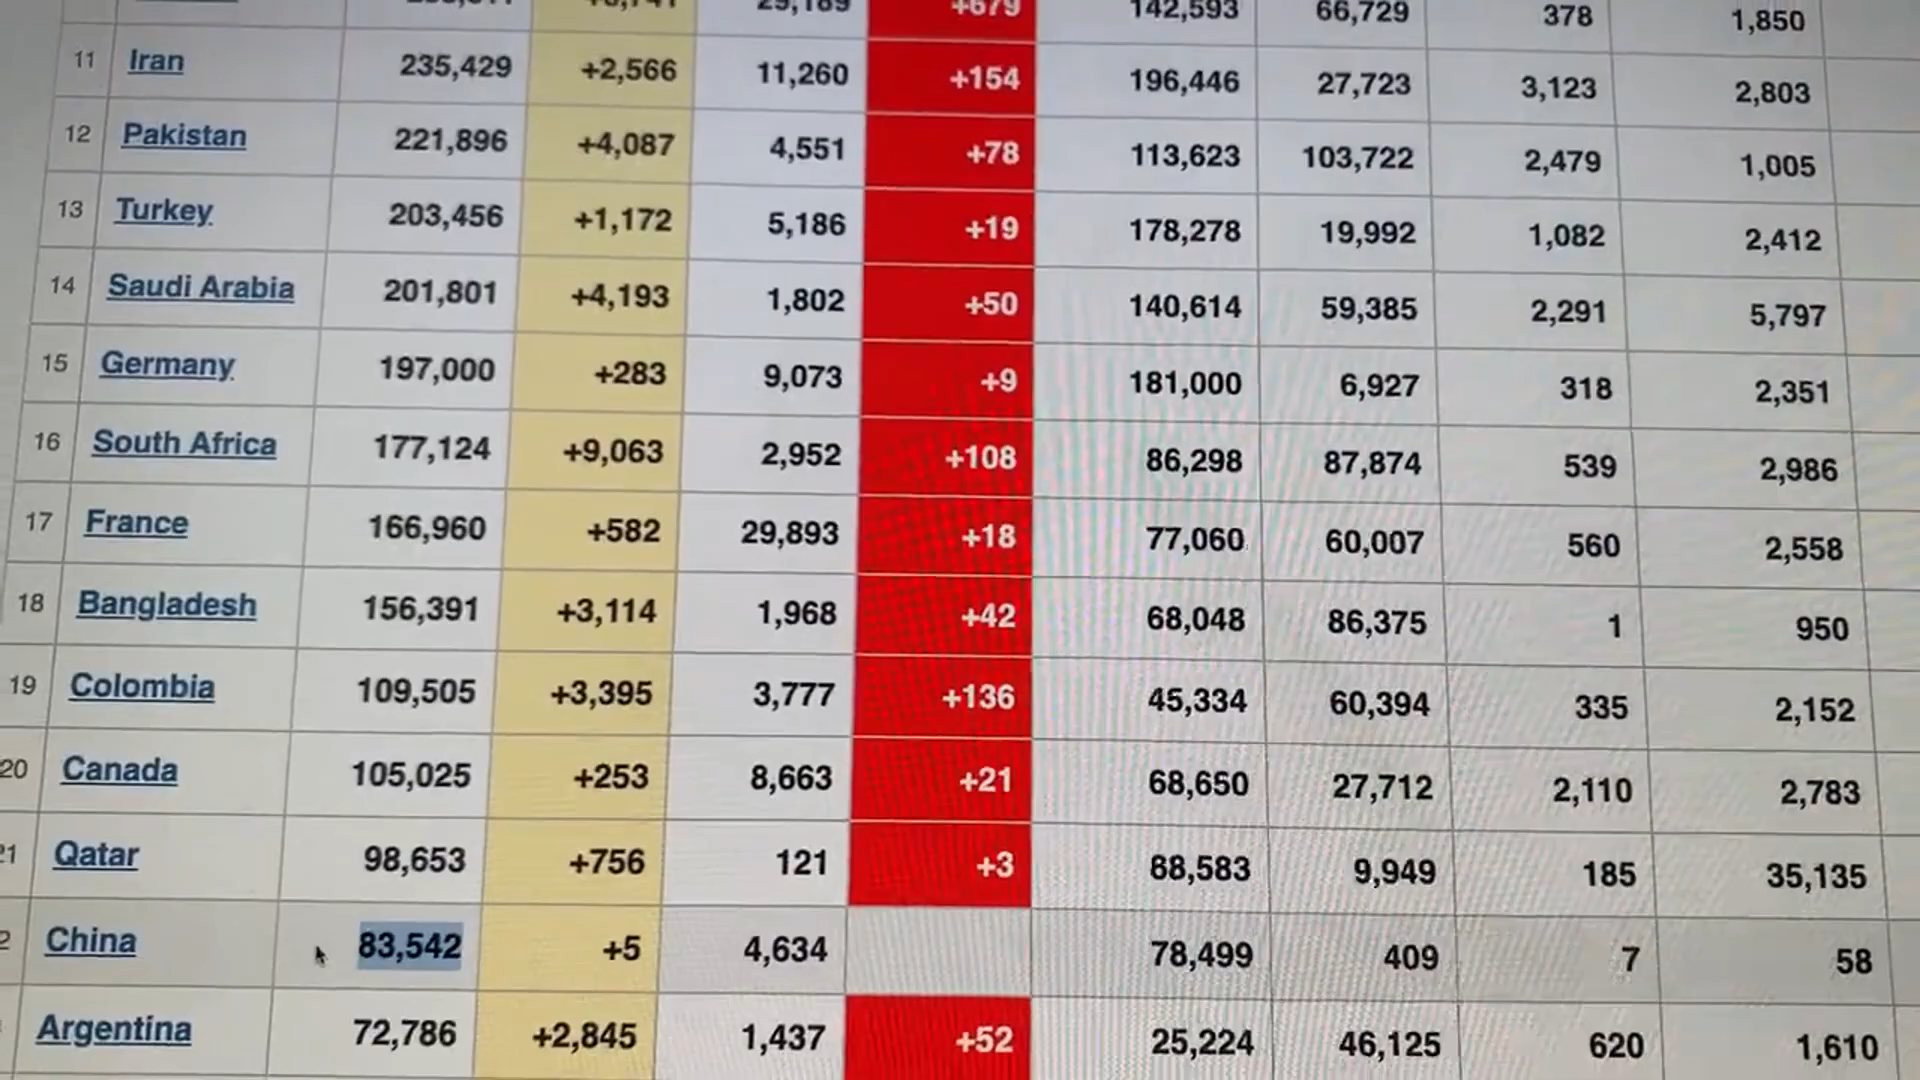 +679 142,593 66,729 378 1,850
11 Iran 235,429 +2,566 11,260 +154 196,446 27,723 3,123 2,803
12 Pakistan 221,896 +4,087 4,551 +78 113,623 103,722 2,479 1,005
13 Turkey 203,456 +1,172 5,186 +19 178,278 19,992 1,082 2,412
14 Saudi Arabia 201,801 +4,193 1,802 +50 140,614 59,385 2,291 5,797
15 Germany 197,000 +283 9,073 +9 181,000 6,927 318 2,351
16 South Africa 177,124 +9,063 2,952 +108 86,298 87,874 539 2,986
17 France 166,960 +582 29,893 +18 77,060 60,007 560 2,558
18 Bangladesh 156,391 +3,114 1,968 +42 68,048 86,375 1 950
19 Colombia 109,505 +3,395 3,777 +136 45,334 60,394 335 2,152
20 Canada 105,025 +253 8,663 +21 68,650 27,712 2,110 2,783
21 Qatar 98,653 +756 121 +3 88,583 9,949 185 35,135
2 China 83,542 +5 4,634 78,499 409 7 58
Argentina 72,786 +2,845 1,437 +52 25,224 46,125 620 1,610